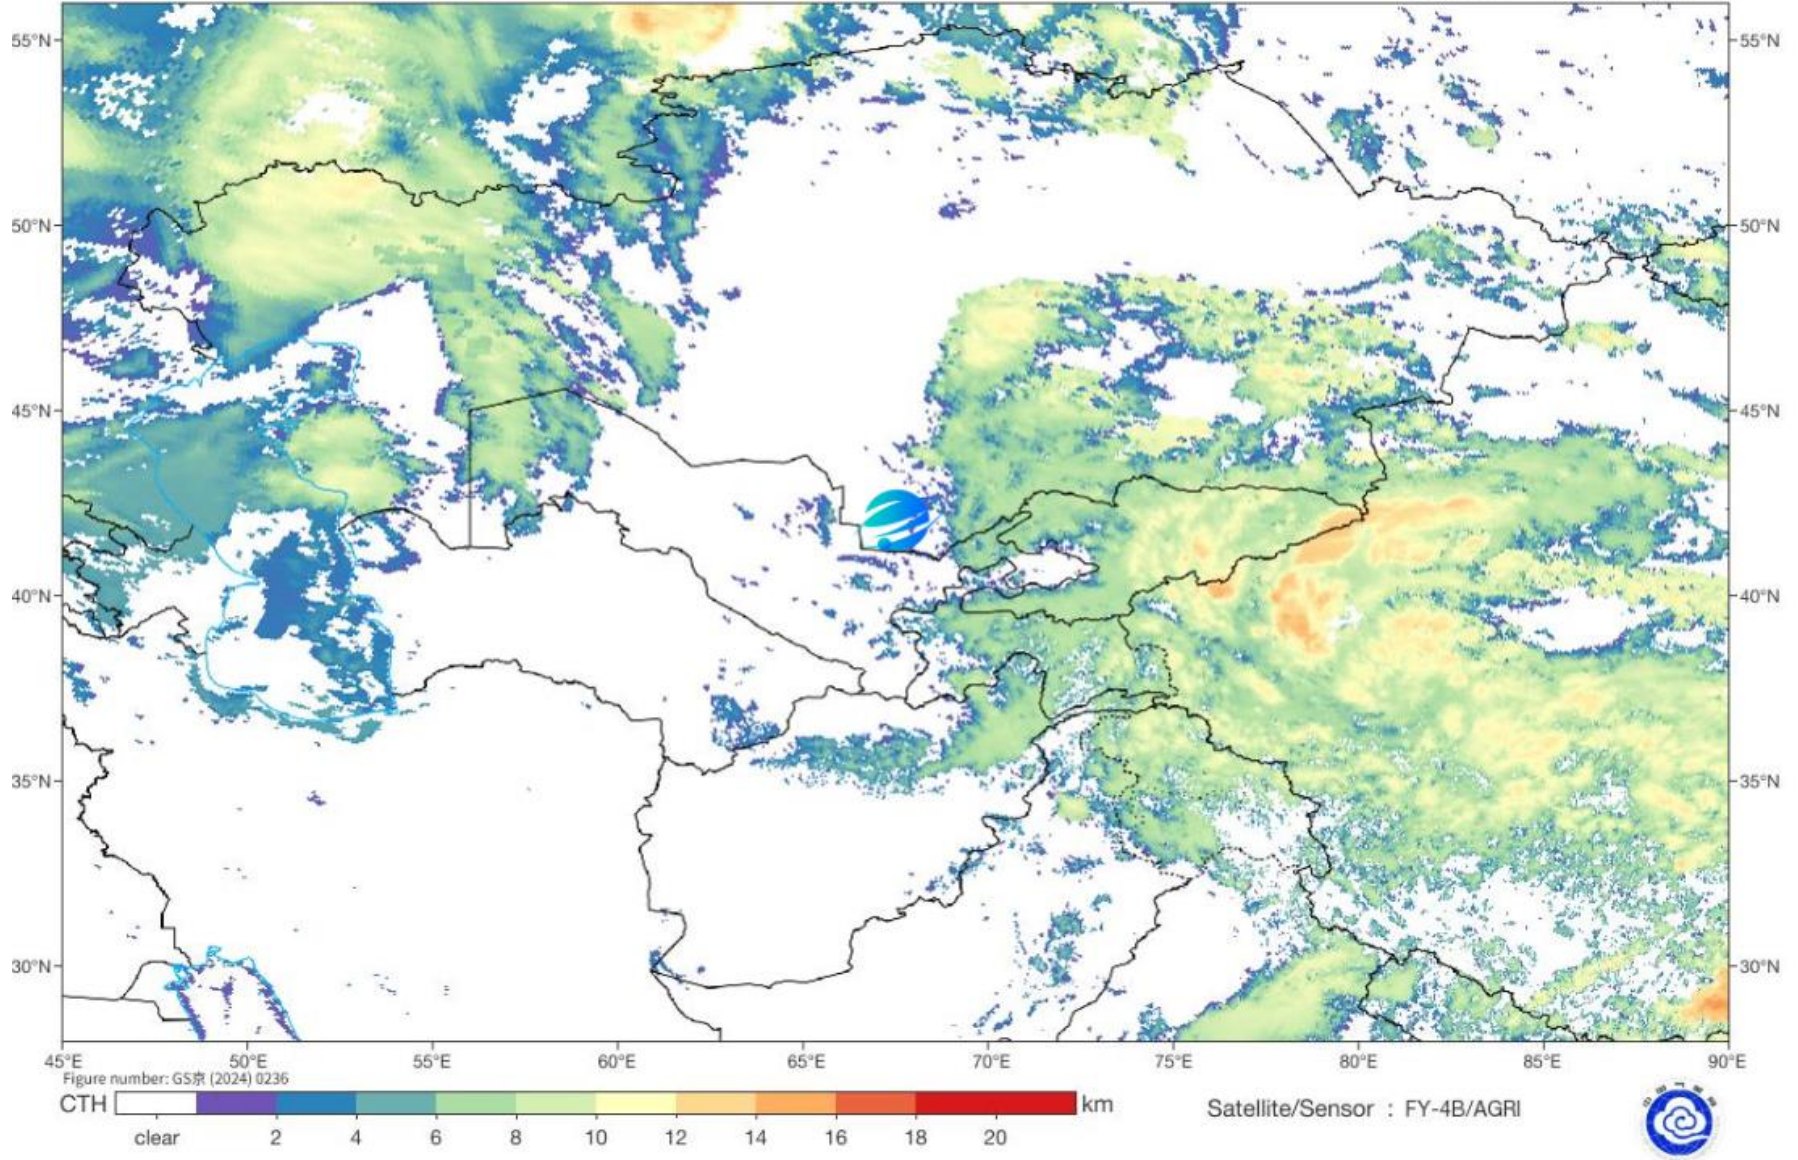 55°N 55°N
50°N 50°N
45°N 45°N
40°N 40°N
35°N 35°N
30°N 30°N
45°E 50°E 55°E 60°E 65°E 70°E 75°E 80°E 85°E 90°E
Figure number: GS京 (2024) 0236
CTH km
clear 2 4 6 8 10 12 14 16 18 20
Satellite/Sensor : FY-4B/AGRI